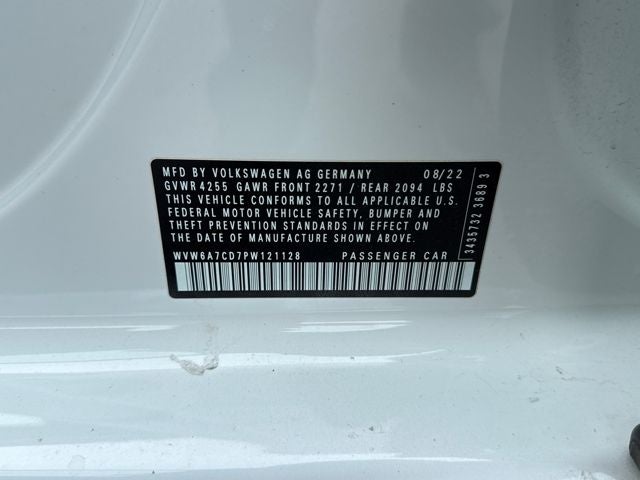 MFD BY VOLKSWAGEN AG GERMANY 08/22
GVWR 4255 GAWR FRONT 2271 / REAR 2094 LBS
THIS VEHICLE CONFORMS TO ALL APPLICABLE U.S.
FEDERAL MOTOR VEHICLE SAFETY, BUMPER AND
THEFT PREVENTION STANDARDS IN EFFECT ON THE
DATE OF MANUFACTURE SHOWN ABOVE.
WVW6A7CD7PW121128 PASSENGER CAR
3435732 3689 3